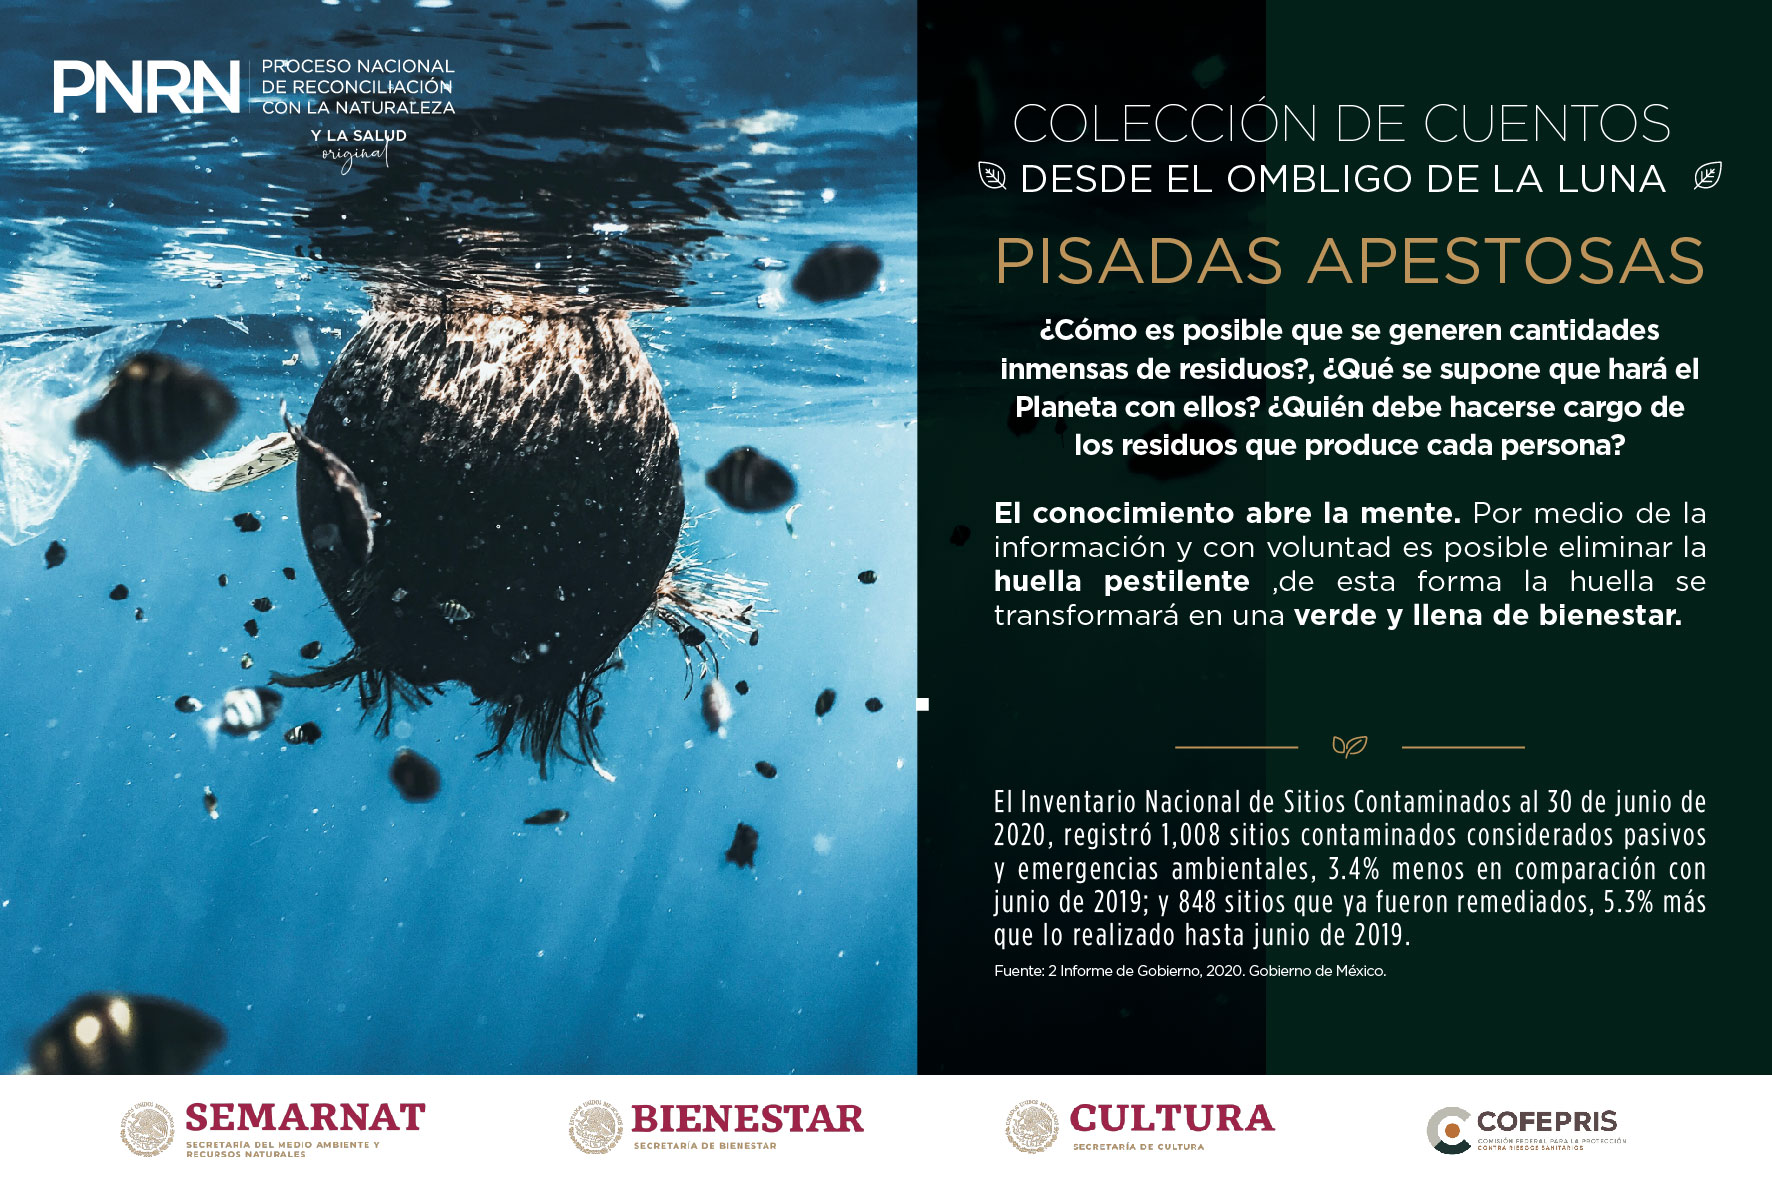 PNRN
PROCESO NACIONAL
DE RECONCILIACIÓN
CON LA NATURALEZA
Y LA SALUD
original
COLECCIÓN DE CUENTOS
DESDE EL OMBLIGO DE LA LUNA
PISADAS APESTOSAS
¿Cómo es posible que se generen cantidades
inmensas de residuos?, ¿Qué se supone que hará el
Planeta con ellos? ¿Quién debe hacerse cargo de
los residuos que produce cada persona?
El conocimiento abre la mente. Por medio de la
información y con voluntad es posible eliminar la
huella pestilente ,de esta forma la huella se
transformará en una verde y llena de bienestar.
El Inventario Nacional de Sitios Contaminados al 30 de junio de
2020, registró 1,008 sitios contaminados considerados pasivos
y emergencias ambientales, 3.4% menos en comparación con
junio de 2019; y 848 sitios que ya fueron remediados, 5.3% más
que lo realizado hasta junio de 2019.
Fuente: 2 Informe de Gobierno, 2020. Gobierno de México.
SEMARNAT
SECRETARÍA DEL MEDIO AMBIENTE Y
RECURSOS NATURALES
BIENESTAR
SECRETARÍA DE BIENESTAR
CULTURA
SECRETARÍA DE CULTURA
COFEPRIS
COMISIÓN FEDERAL PARA LA PROTECCIÓN
CONTRA RIESGOS SANITARIOS